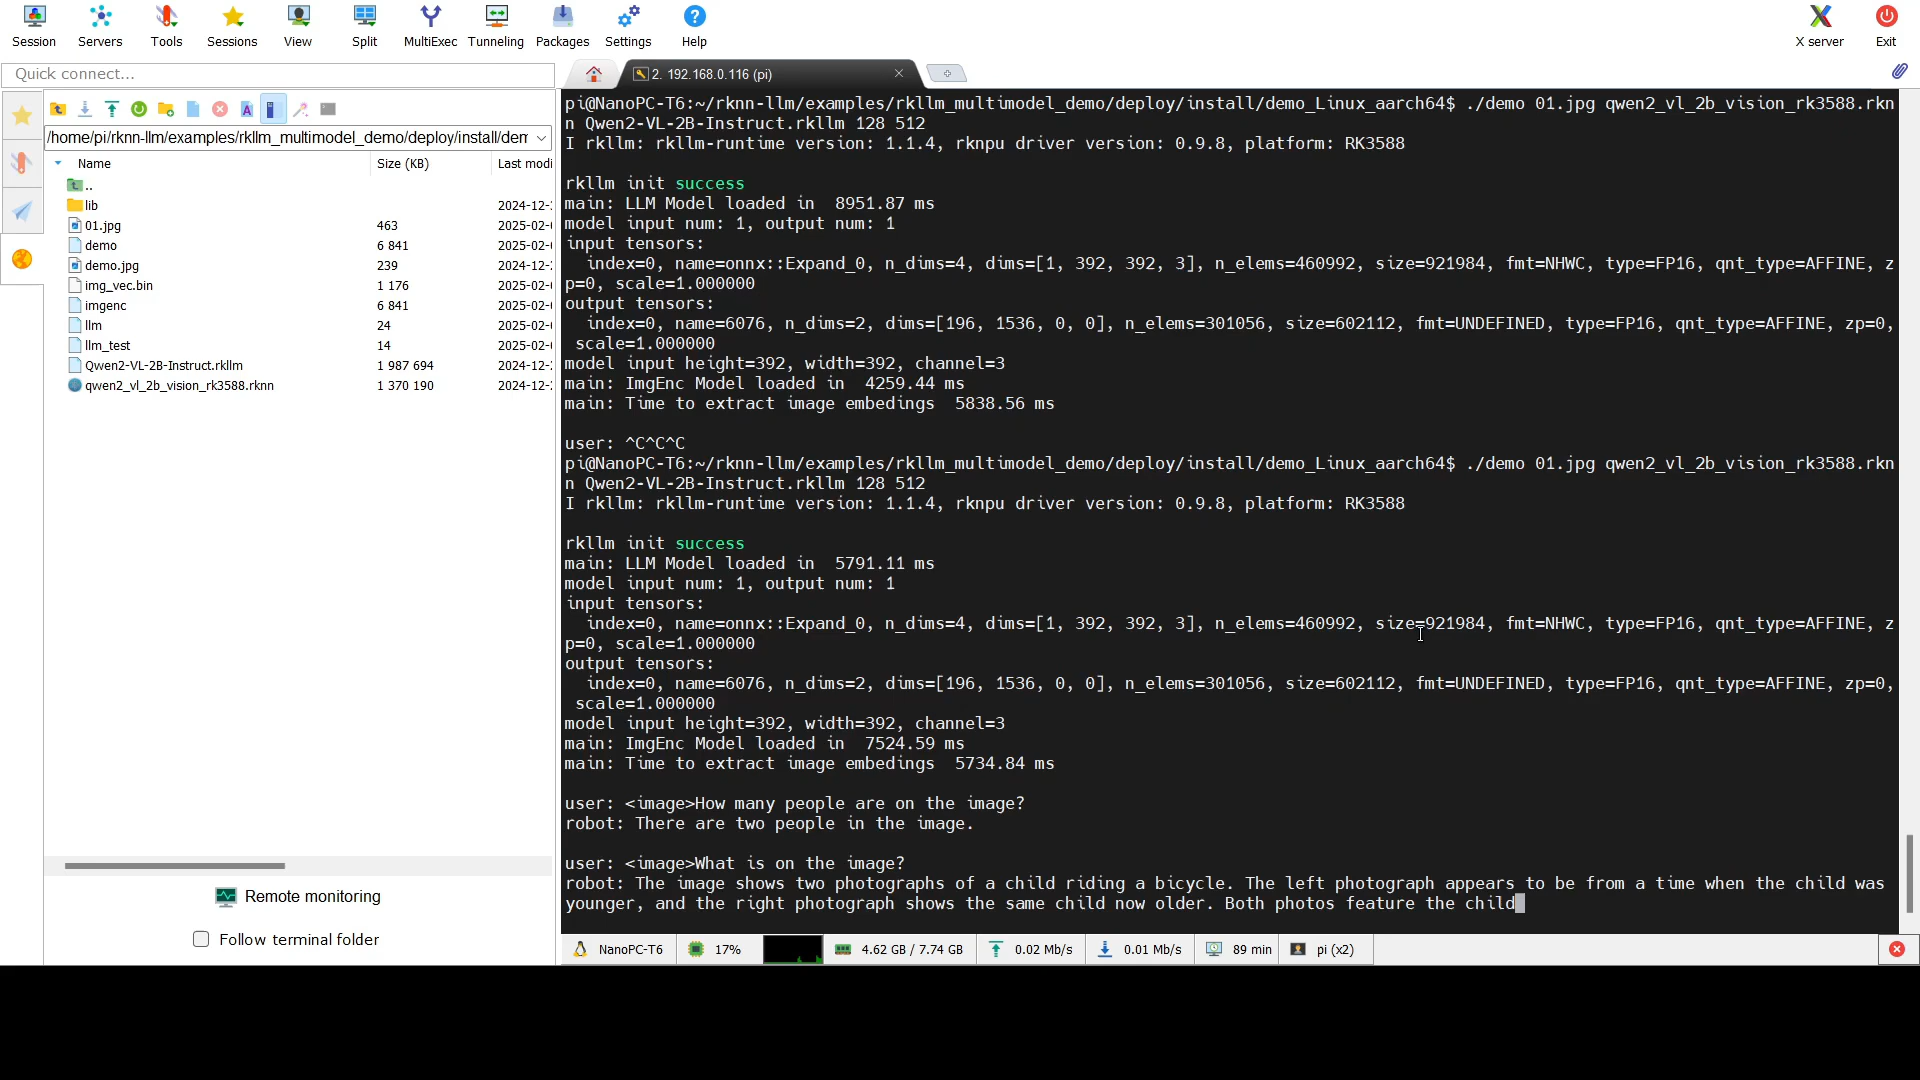 Session Servers Tools Sessions View Split MultiExec Tunneling Packages Settings Help X server Exit
Quick connect...
2. 192.168.0.116 (pi)
/home/pi/rknn-llm/examples/rkllm_multimodel_demo/deploy/install/dem
Name Size (KB) Last modi
..
lib 2024-12-
01.jpg 463 2025-02-
demo 6 841 2025-02-
demo.jpg 239 2024-12-
img_vec.bin 1 176 2025-02-
imgenc 6 841 2025-02-
llm 24 2025-02-
llm_test 14 2025-02-
Qwen2-VL-2B-Instruct.rkllm 1 987 694 2024-12-
qwen2_vl_2b_vision_rk3588.rknn 1 370 190 2024-12-
Remote monitoring
Follow terminal folder
pi@NanoPC-T6:~/rknn-llm/examples/rkllm_multimodel_demo/deploy/install/demo_Linux_aarch64$ ./demo 01.jpg qwen2_vl_2b_vision_rk3588.rkn
n Qwen2-VL-2B-Instruct.rkllm 128 512
I rkllm: rkllm-runtime version: 1.1.4, rknpu driver version: 0.9.8, platform: RK3588
rkllm init success
main: LLM Model loaded in  8951.87 ms
model input num: 1, output num: 1
input tensors:
index=0, name=onnx::Expand_0, n_dims=4, dims=[1, 392, 392, 3], n_elems=460992, size=921984, fmt=NHWC, type=FP16, qnt_type=AFFINE, z
p=0, scale=1.000000
output tensors:
index=0, name=6076, n_dims=2, dims=[196, 1536, 0, 0], n_elems=301056, size=602112, fmt=UNDEFINED, type=FP16, qnt_type=AFFINE, zp=0,
scale=1.000000
model input height=392, width=392, channel=3
main: ImgEnc Model loaded in  4259.44 ms
main: Time to extract image embedings  5838.56 ms
user: ^C^C^C
pi@NanoPC-T6:~/rknn-llm/examples/rkllm_multimodel_demo/deploy/install/demo_Linux_aarch64$ ./demo 01.jpg qwen2_vl_2b_vision_rk3588.rkn
n Qwen2-VL-2B-Instruct.rkllm 128 512
I rkllm: rkllm-runtime version: 1.1.4, rknpu driver version: 0.9.8, platform: RK3588
rkllm init success
main: LLM Model loaded in  5791.11 ms
model input num: 1, output num: 1
input tensors:
index=0, name=onnx::Expand_0, n_dims=4, dims=[1, 392, 392, 3], n_elems=460992, size=921984, fmt=NHWC, type=FP16, qnt_type=AFFINE, z
p=0, scale=1.000000
output tensors:
index=0, name=6076, n_dims=2, dims=[196, 1536, 0, 0], n_elems=301056, size=602112, fmt=UNDEFINED, type=FP16, qnt_type=AFFINE, zp=0,
scale=1.000000
model input height=392, width=392, channel=3
main: ImgEnc Model loaded in  7524.59 ms
main: Time to extract image embedings  5734.84 ms
user: <image>How many people are on the image?
robot: There are two people in the image.
user: <image>What is on the image?
robot: The image shows two photographs of a child riding a bicycle. The left photograph appears to be from a time when the child was
younger, and the right photograph shows the same child now older. Both photos feature the child
NanoPC-T6 17% 4.62 GB / 7.74 GB 0.02 Mb/s 0.01 Mb/s 89 min pi (x2)